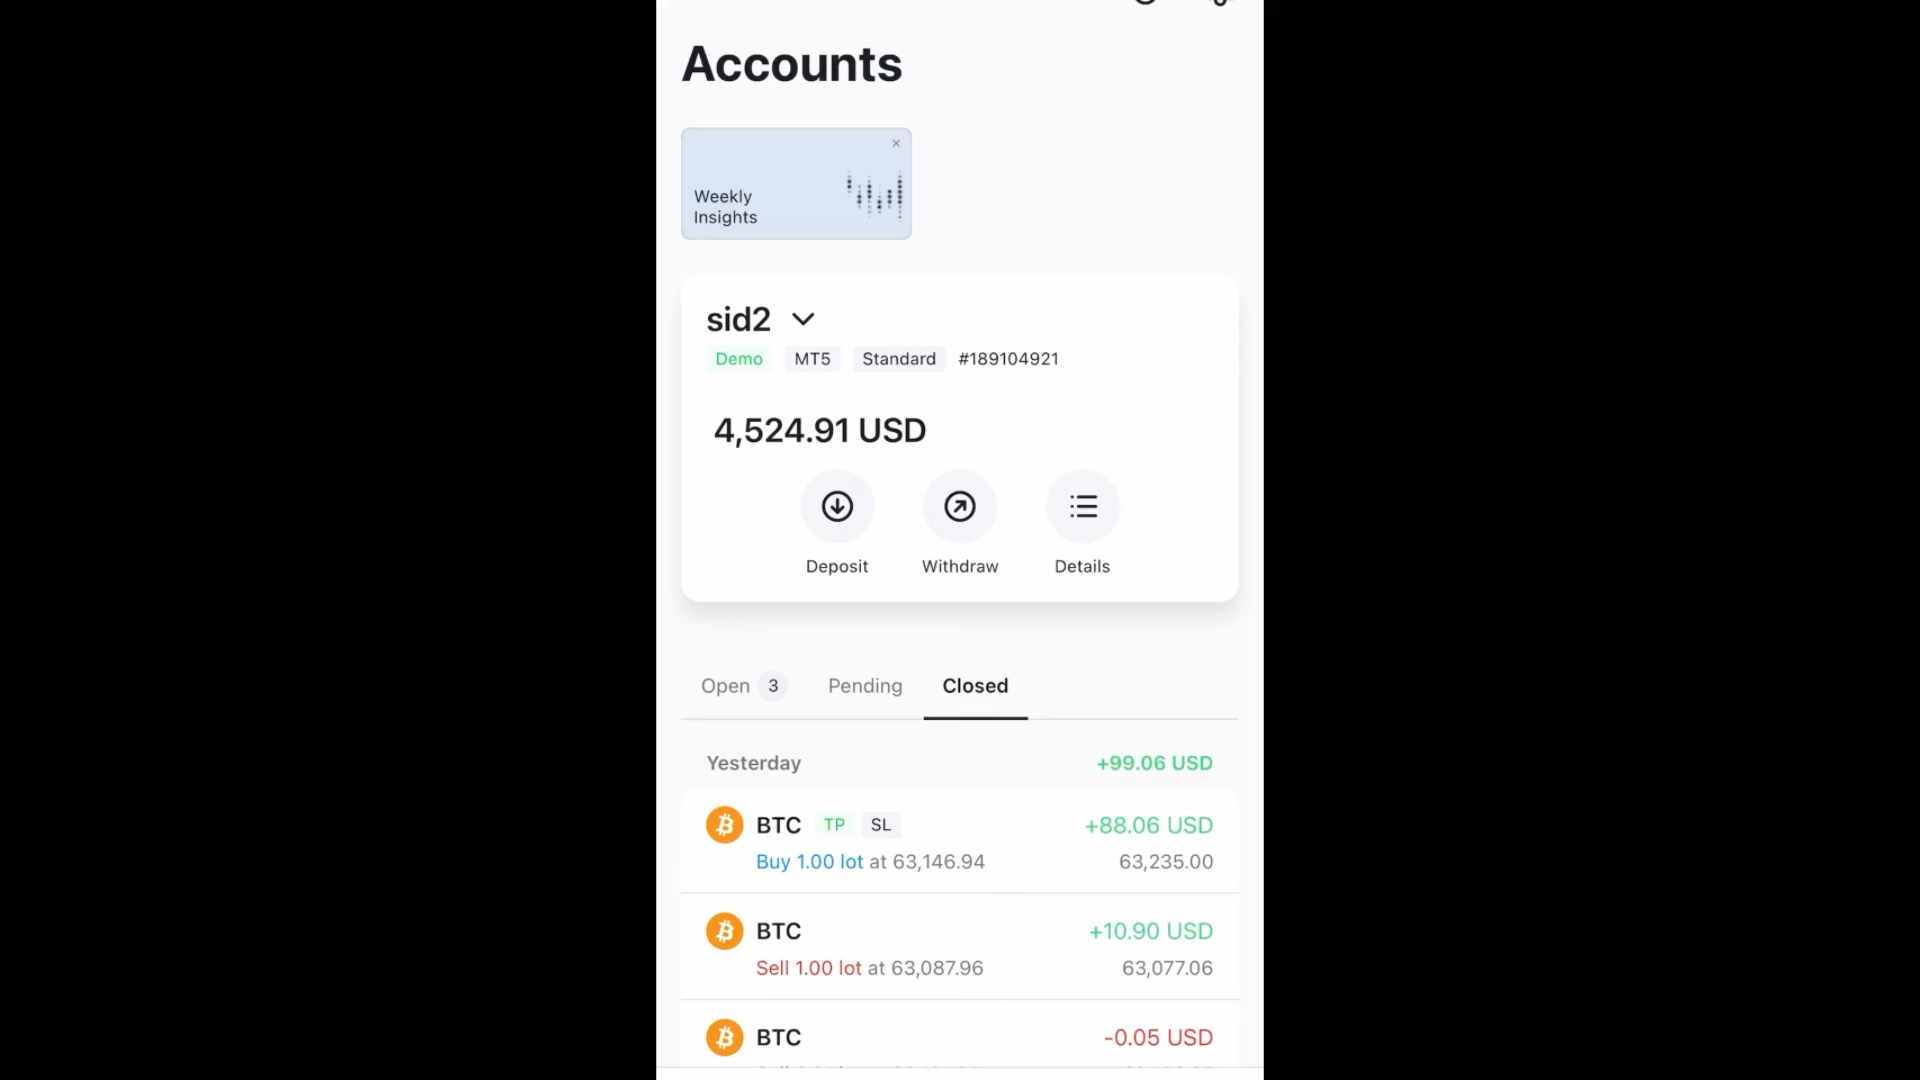 Accounts
×
Weekly
Insights
sid2
Demo MT5 Standard #189104921
4,524.91 USD
Deposit Withdraw Details
Open 3 Pending Closed
Yesterday +99.06 USD
BTC TP SL +88.06 USD
Buy 1.00 lot at 63,146.94 63,235.00
BTC +10.90 USD
Sell 1.00 lot at 63,087.96 63,077.06
BTC -0.05 USD